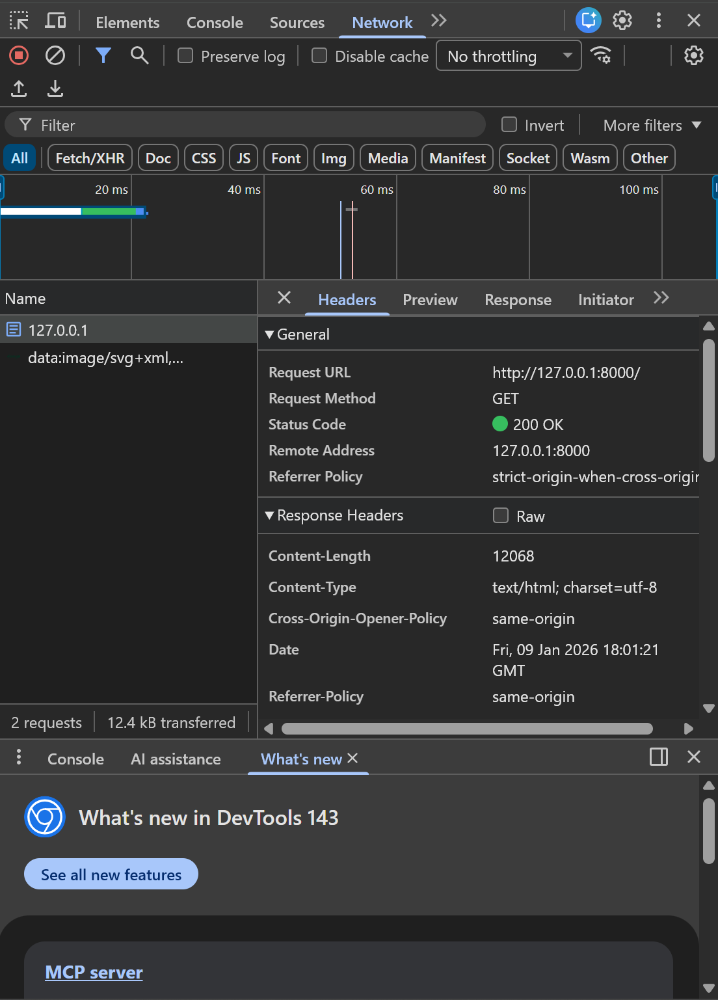 Elements Console Sources Network
Preserve log Disable cache No throttling
Filter Invert More filters
All Fetch/XHR Doc CSS JS Font Img Media Manifest Socket Wasm Other
20 ms 40 ms 60 ms 80 ms 100 ms
Name
127.0.0.1
data:image/svg+xml,...
2 requests 12.4 kB transferred
Headers Preview Response Initiator
General
Request URL http://127.0.0.1:8000/
Request Method GET
Status Code 200 OK
Remote Address 127.0.0.1:8000
Referrer Policy strict-origin-when-cross-origin
Response Headers Raw
Content-Length 12068
Content-Type text/html; charset=utf-8
Cross-Origin-Opener-Policy same-origin
Date Fri, 09 Jan 2026 18:01:21
GMT
Referrer-Policy same-origin
Console AI assistance What's new
What's new in DevTools 143
See all new features
MCP server